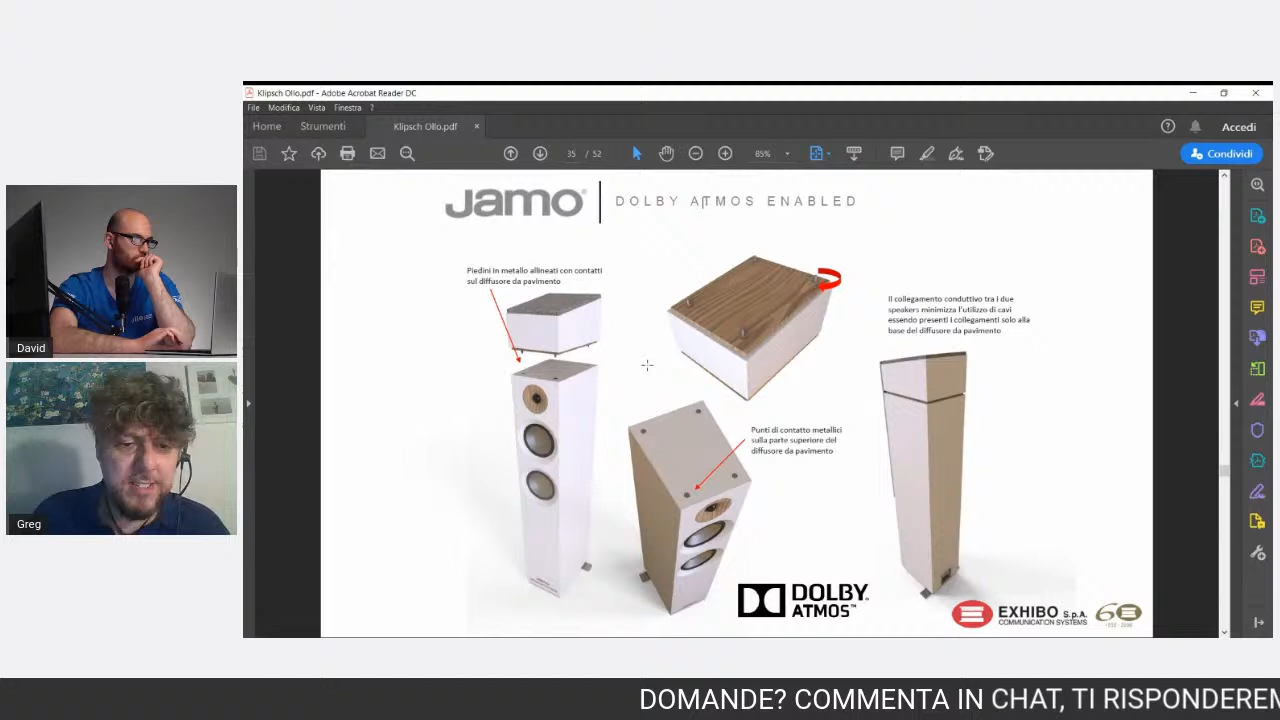 Klipsch Ollo.pdf - Adobe Acrobat Reader DC
File Modifica Vista Finestra ?
Home Strumenti Klipsch Ollo.pdf × Accedi
35 / 52 85% Condividi
Jamo® DOLBY ATMOS ENABLED
Piedini in metallo allineati con contatti
sul diffusore da pavimento
Il collegamento conduttivo tra i due
speakers minimizza l'utilizzo di cavi
essendo presenti i collegamenti solo alla
base del diffusore da pavimento
Punti di contatto metallici
sulla parte superiore del
diffusore da pavimento
DOLBY
ATMOS™
EXHIBO S.p.A.
COMMUNICATION SYSTEMS
David
Greg
DOMANDE? COMMENTA IN CHAT, TI RISPONDEREM